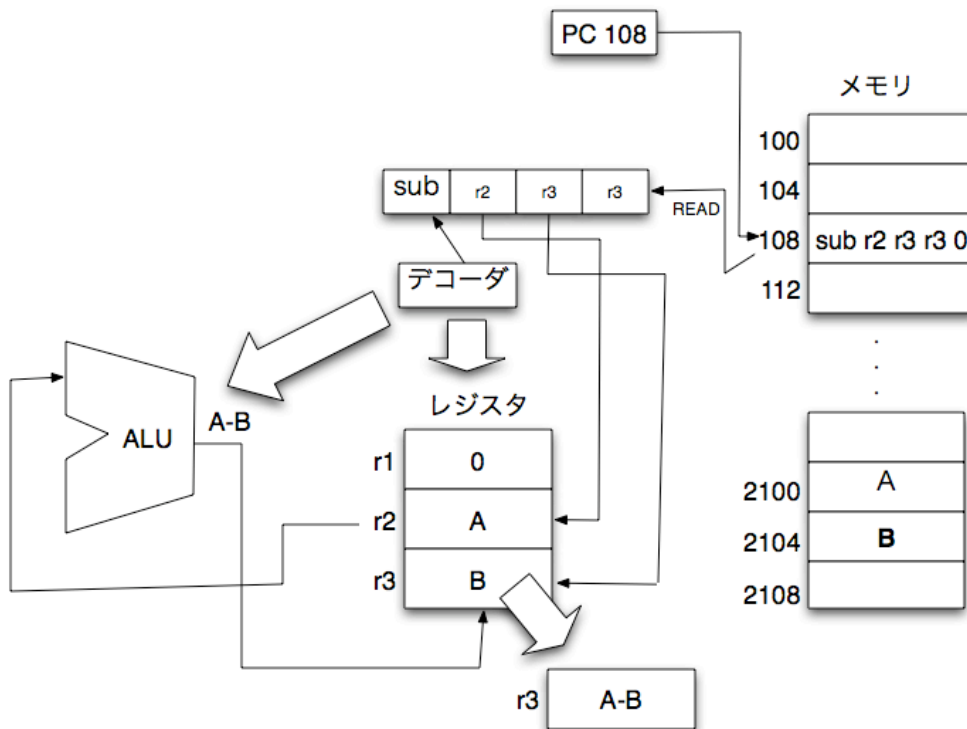 PC 108
メモリ
100
104
108 sub r2 r3 r3 0
112
sub r2 r3 r3
READ
デコーダ
ALU
A-B
レジスタ
r1 0
r2 A
r3 B
.
.
.
2100 A
2104 B
2108
r3 A-B